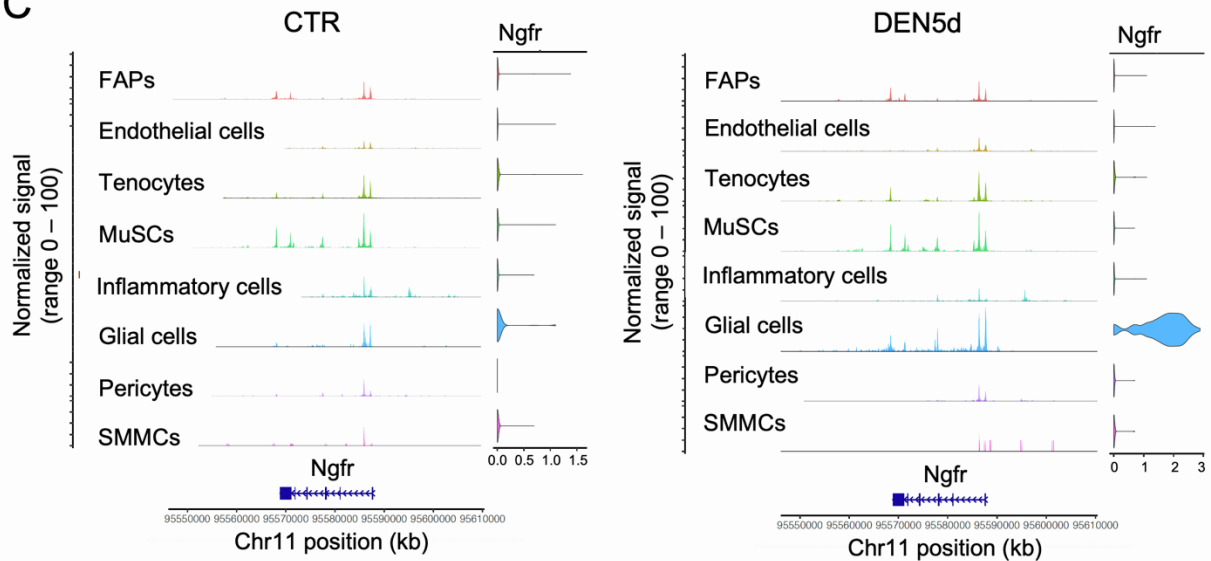 C
CTR
Ngfr
Normalized signal
(range 0 – 100)
FAPs
Endothelial cells
Tenocytes
MuSCs
Inflammatory cells
Glial cells
Pericytes
SMMCs
0.0 0.5 1.0 1.5
Ngfr
95550000 95560000 95570000 95580000 95590000 95600000 95610000
Chr11 position (kb)
DEN5d
Ngfr
Normalized signal
(range 0 – 100)
FAPs
Endothelial cells
Tenocytes
MuSCs
Inflammatory cells
Glial cells
Pericytes
SMMCs
0 1 2 3
Ngfr
95550000 95560000 95570000 95580000 95590000 95600000 95610000
Chr11 position (kb)